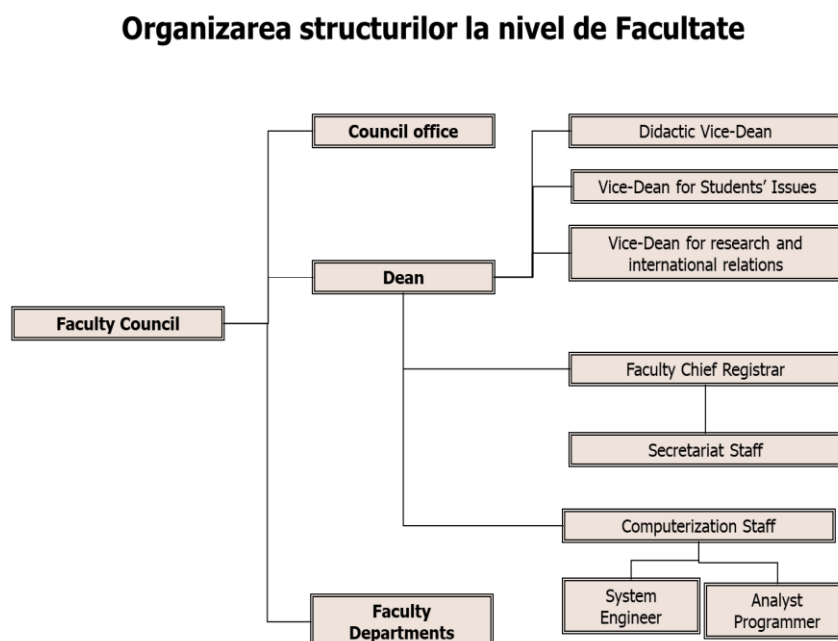 Organizarea structurilor la nivel de Facultate
Council office
Didactic Vice-Dean
Vice-Dean for Students' Issues
Vice-Dean for research and
international relations
Dean
Faculty Council
Faculty Chief Registrar
Secretariat Staff
Computerization Staff
System
Engineer
Analyst
Programmer
Faculty
Departments